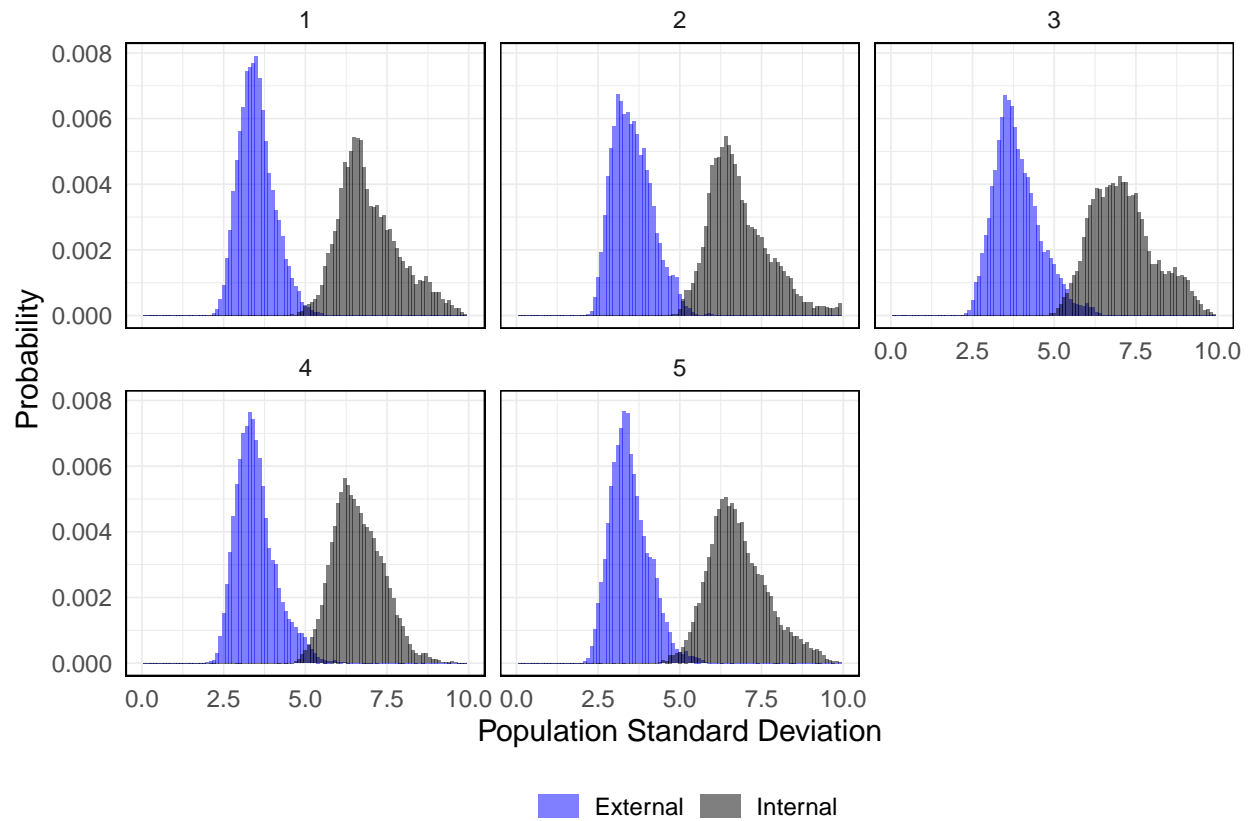 1 2 3
0.008
0.006
0.004
0.002
0.000
0.0 2.5 5.0 7.5 10.0
4 5
0.008
0.006
0.004
0.002
0.000
0.0 2.5 5.0 7.5 10.0 0.0 2.5 5.0 7.5 10.0
Probability
Population Standard Deviation
External Internal